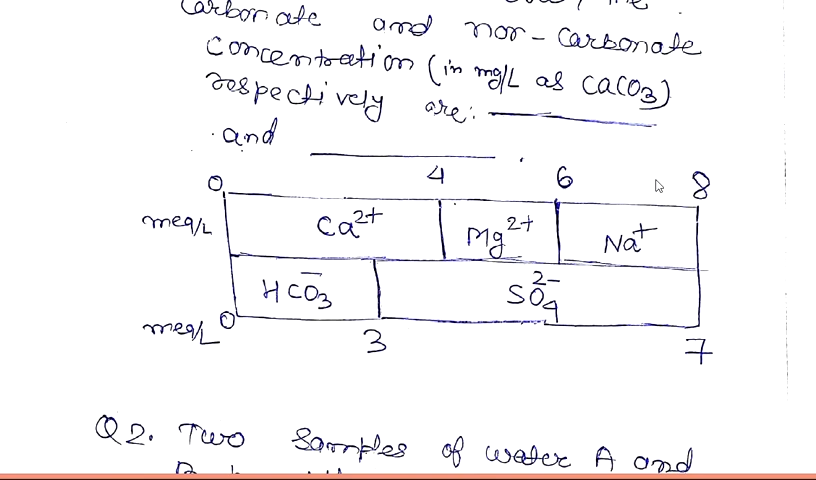 Carbonate and non-Carbonate
concentration (in mg/L as CaCO3)
respectively are:
and .
0 4 6 8
meq/L Ca2+ Mg2+ Na+
HCO3− SO42−
meq/L 0 3 7
Q2. Two Samples of water A and